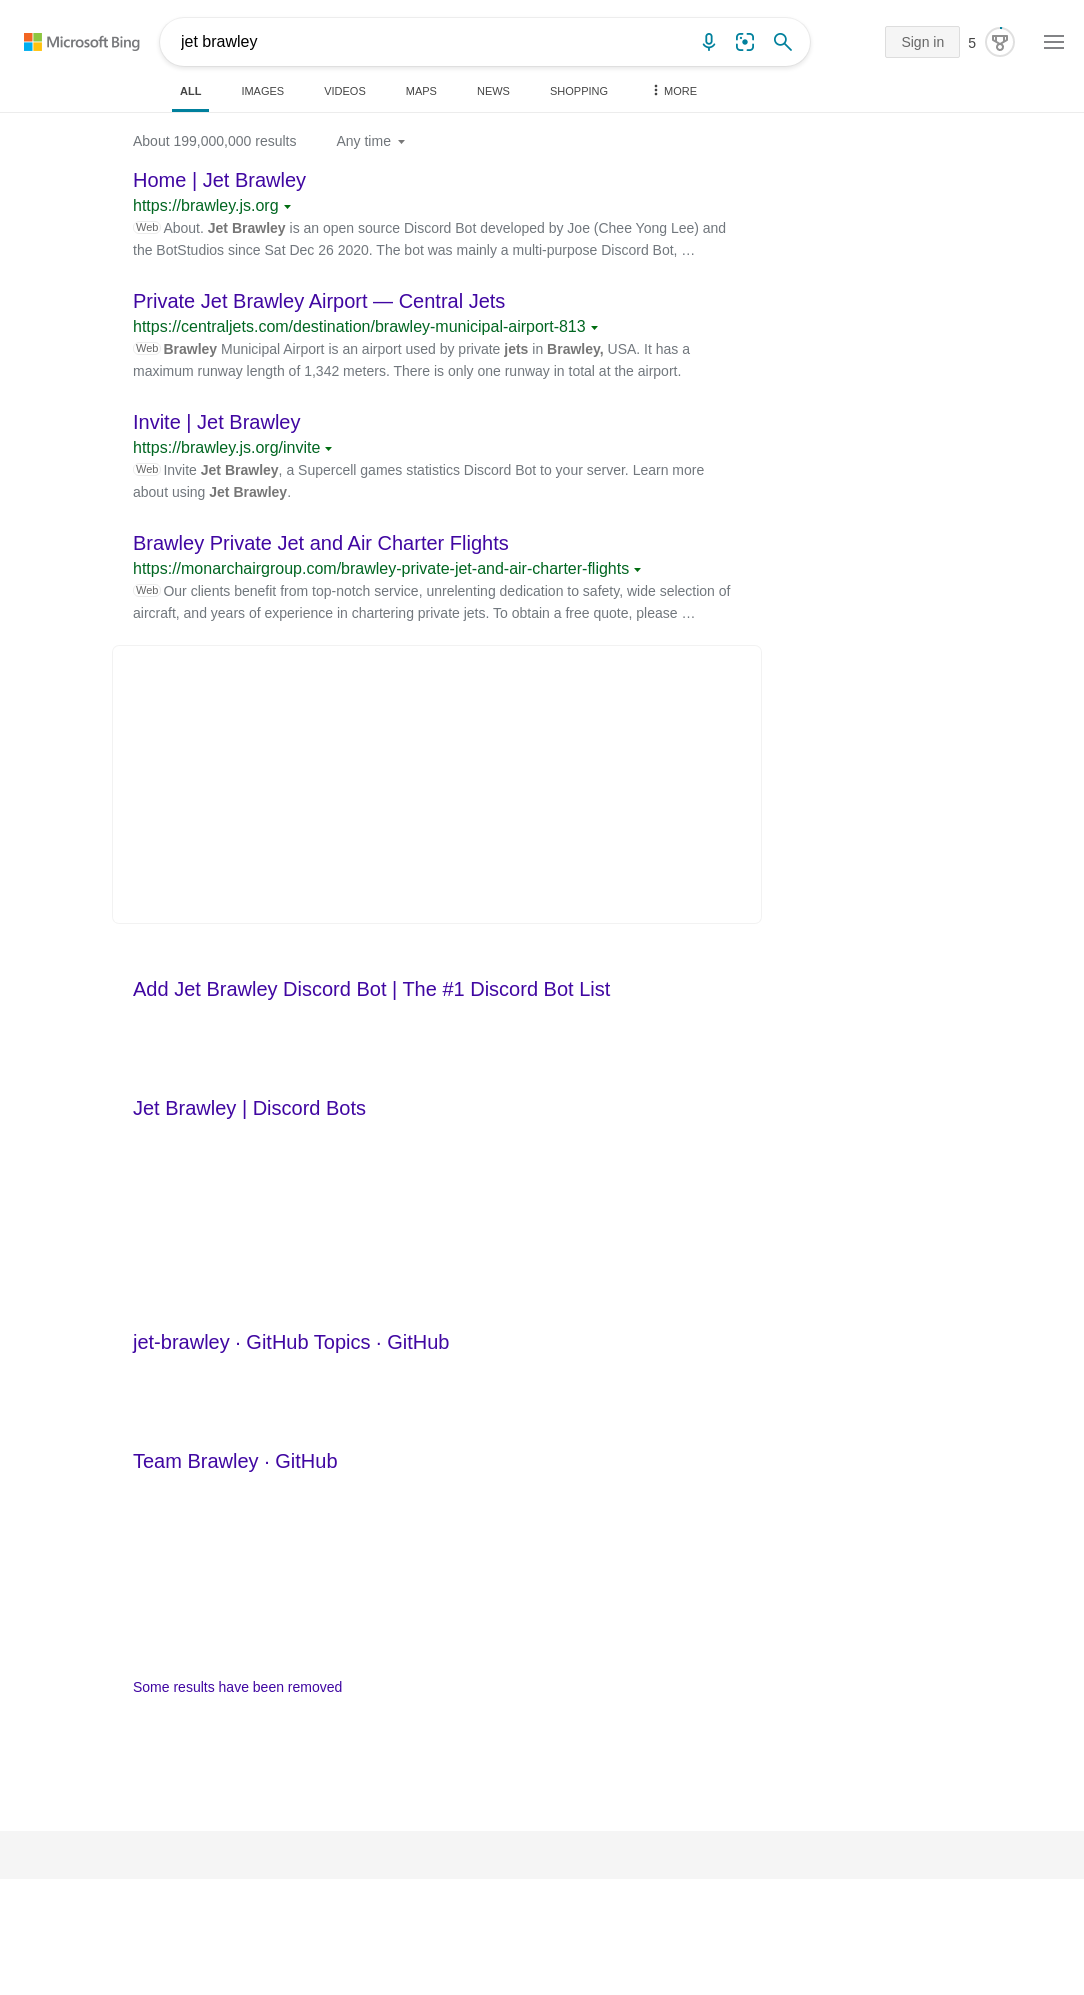 Microsoft Bing
jet brawley
Sign in
5
ALL
IMAGES
VIDEOS
MAPS
NEWS
SHOPPING
MORE
About 199,000,000 results
Any time
Home | Jet Brawley
https://brawley.js.org
Web About. Jet Brawley is an open source Discord Bot developed by Joe (Chee Yong Lee) and
the BotStudios since Sat Dec 26 2020. The bot was mainly a multi-purpose Discord Bot, …
Private Jet Brawley Airport — Central Jets
https://centraljets.com/destination/brawley-municipal-airport-813
Web Brawley Municipal Airport is an airport used by private jets in Brawley, USA. It has a
maximum runway length of 1,342 meters. There is only one runway in total at the airport.
Invite | Jet Brawley
https://brawley.js.org/invite
Web Invite Jet Brawley, a Supercell games statistics Discord Bot to your server. Learn more
about using Jet Brawley.
Brawley Private Jet and Air Charter Flights
https://monarchairgroup.com/brawley-private-jet-and-air-charter-flights
Web Our clients benefit from top-notch service, unrelenting dedication to safety, wide selection of
aircraft, and years of experience in chartering private jets. To obtain a free quote, please …
Add Jet Brawley Discord Bot | The #1 Discord Bot List
Jet Brawley | Discord Bots
jet-brawley · GitHub Topics · GitHub
Team Brawley · GitHub
Some results have been removed